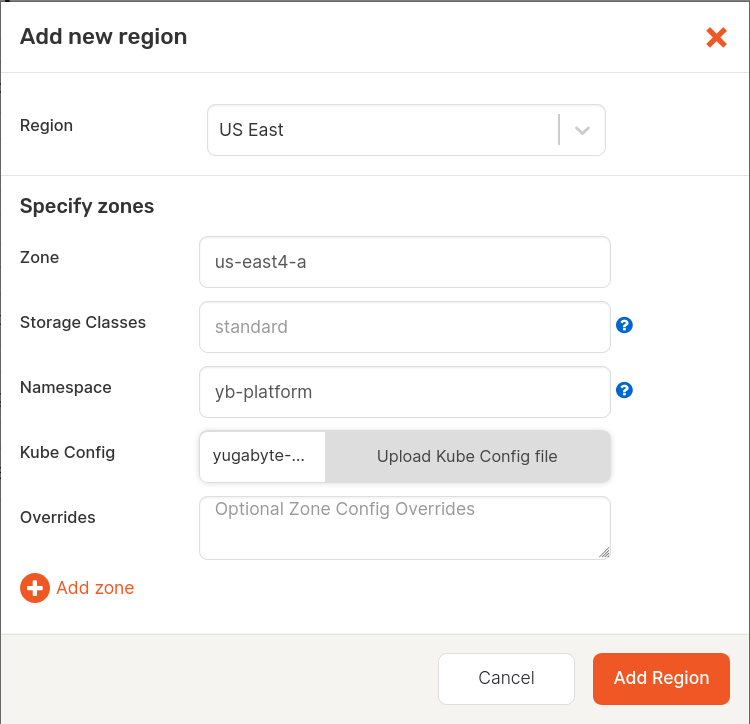 Add new region
Region
US East
Specify zones
Zone
us-east4-a
Storage Classes
standard
Namespace
yb-platform
Kube Config
yugabyte-...
Upload Kube Config file
Overrides
Optional Zone Config Overrides
Add zone
Cancel
Add Region